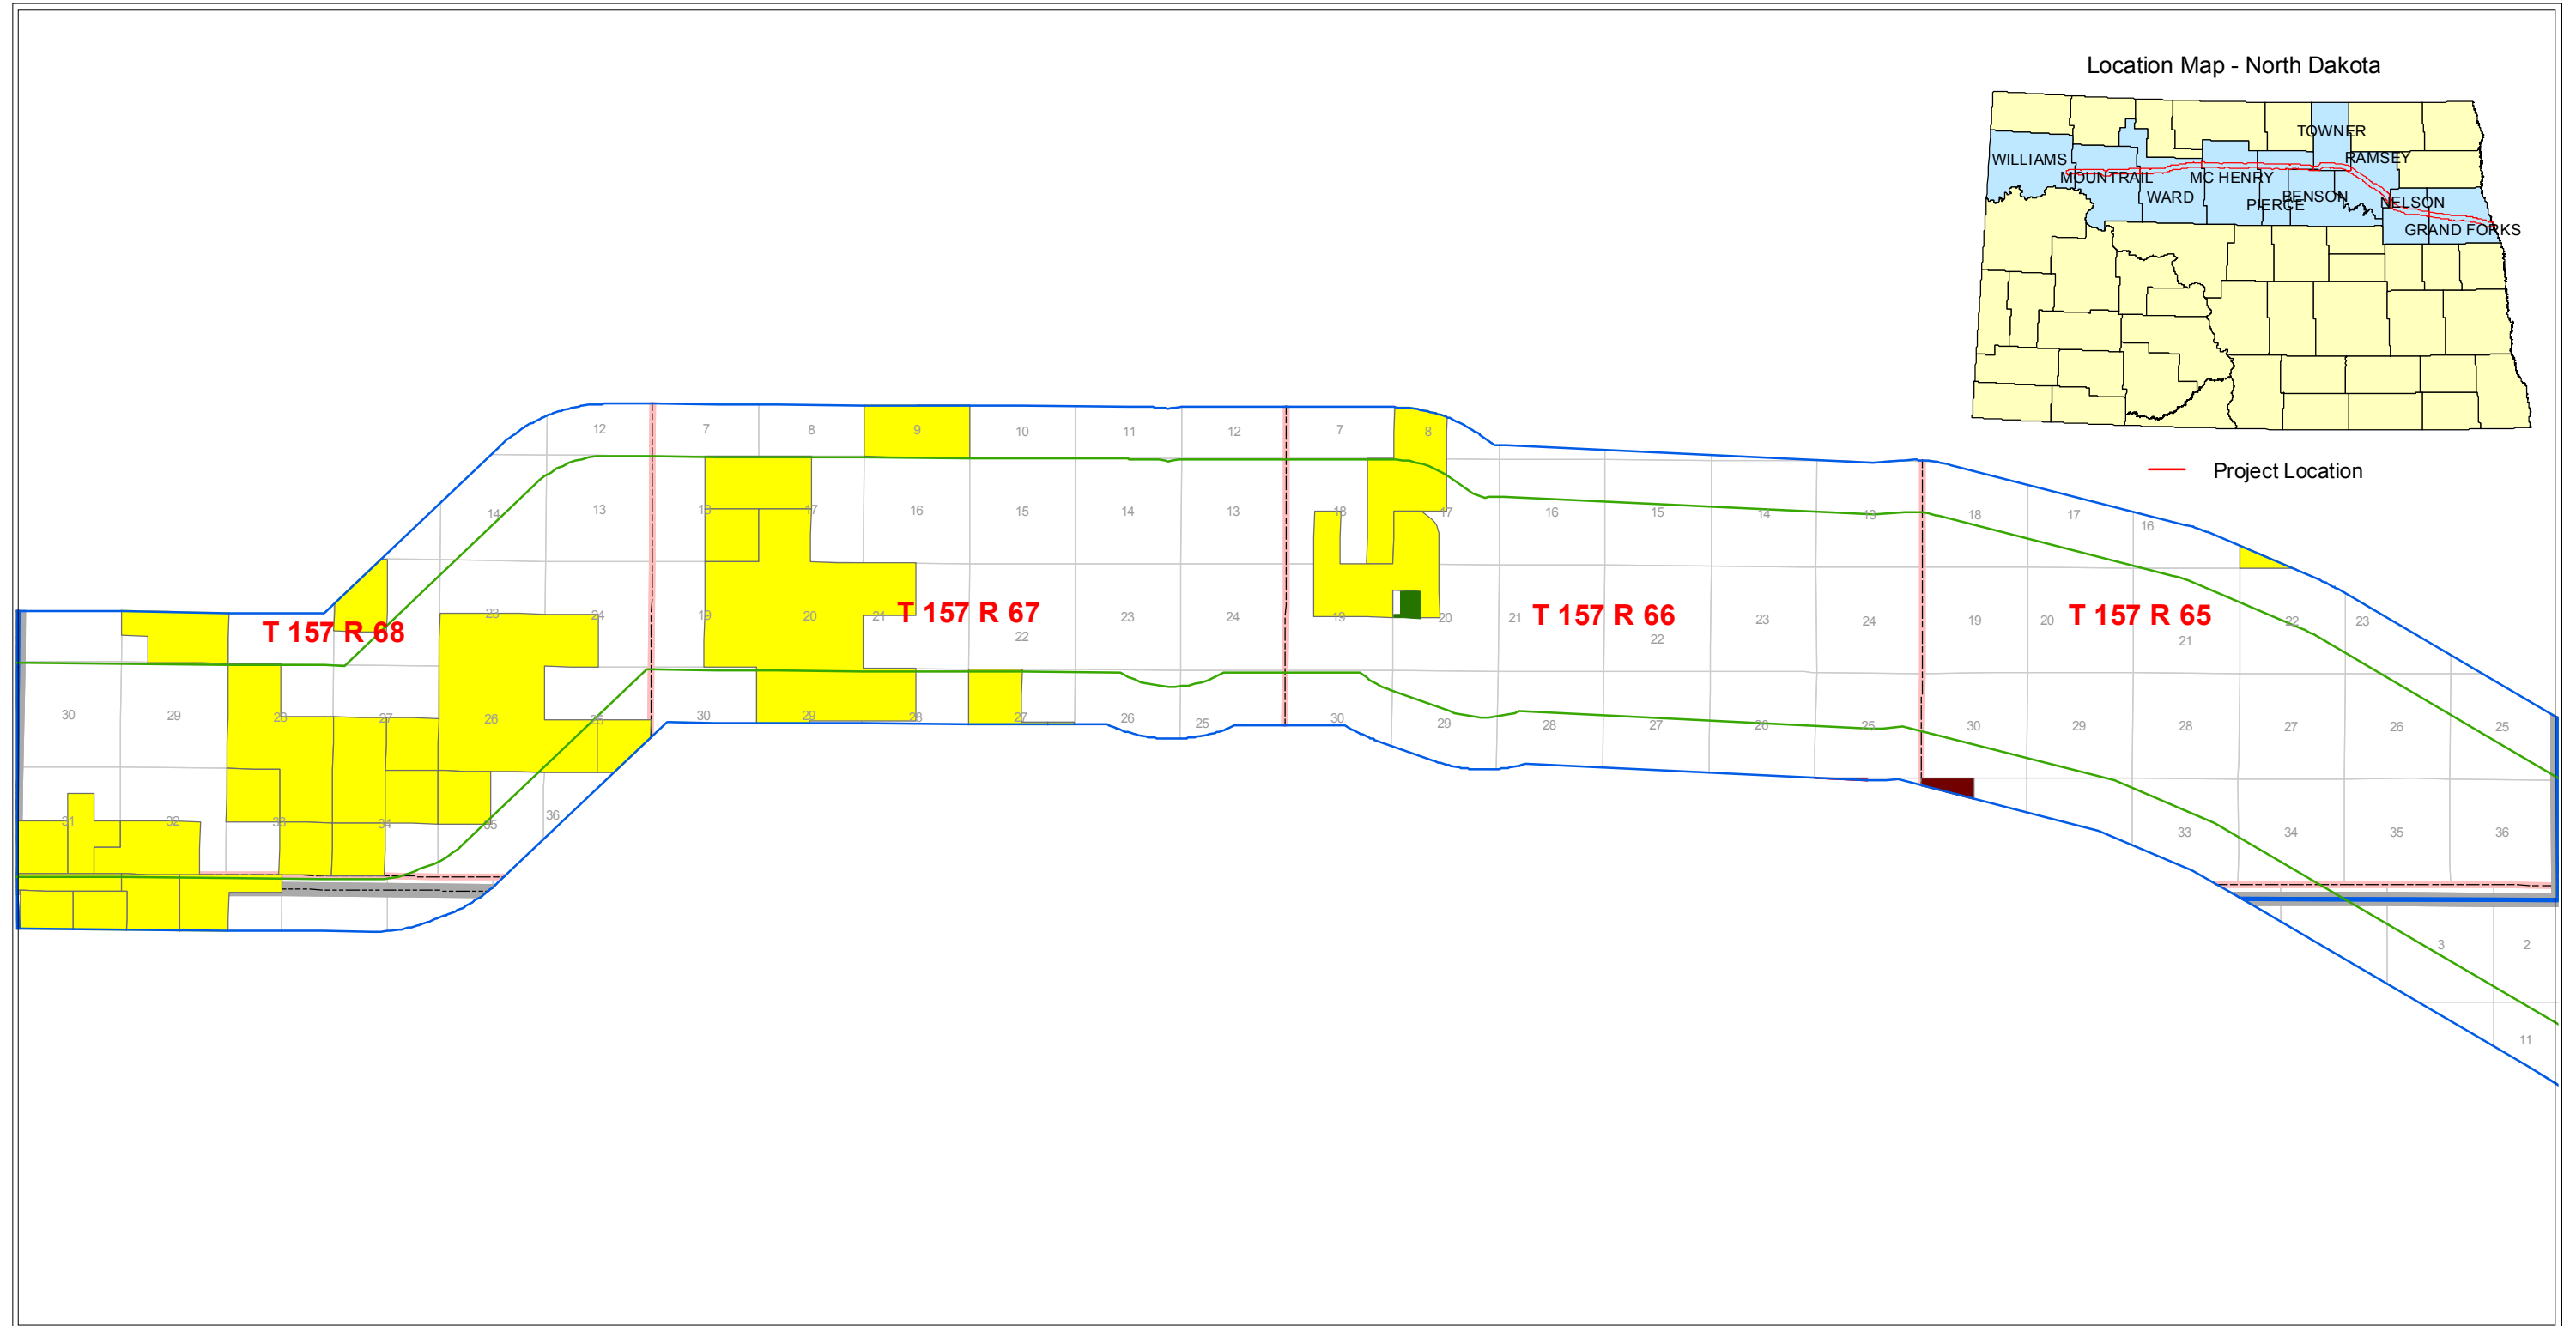 Location Map - North Dakota
TOWNER
WILLIAMS
RAMSEY
MOUNTRAIL
MC HENRY
WARD
BENSON
PIERCE
NELSON
GRAND FORKS
Project Location
12 7 8 9 10 11 12 7 8
14 13 18 17 16 15 14 13 18 17 16 15 14 13 18 17 16
23 24 19 20 21 22 23 24 19 20 21 22 23 24 19 20 21 22 23
T 157 R 68
T 157 R 67
T 157 R 66
T 157 R 65
30 29 28 27 26 25 30 29 28 27 26 25 30 29 28 27 26 25 30 29 28 27 26 25
31 32 33 34 35 36 33 34 35 36
3 2
11